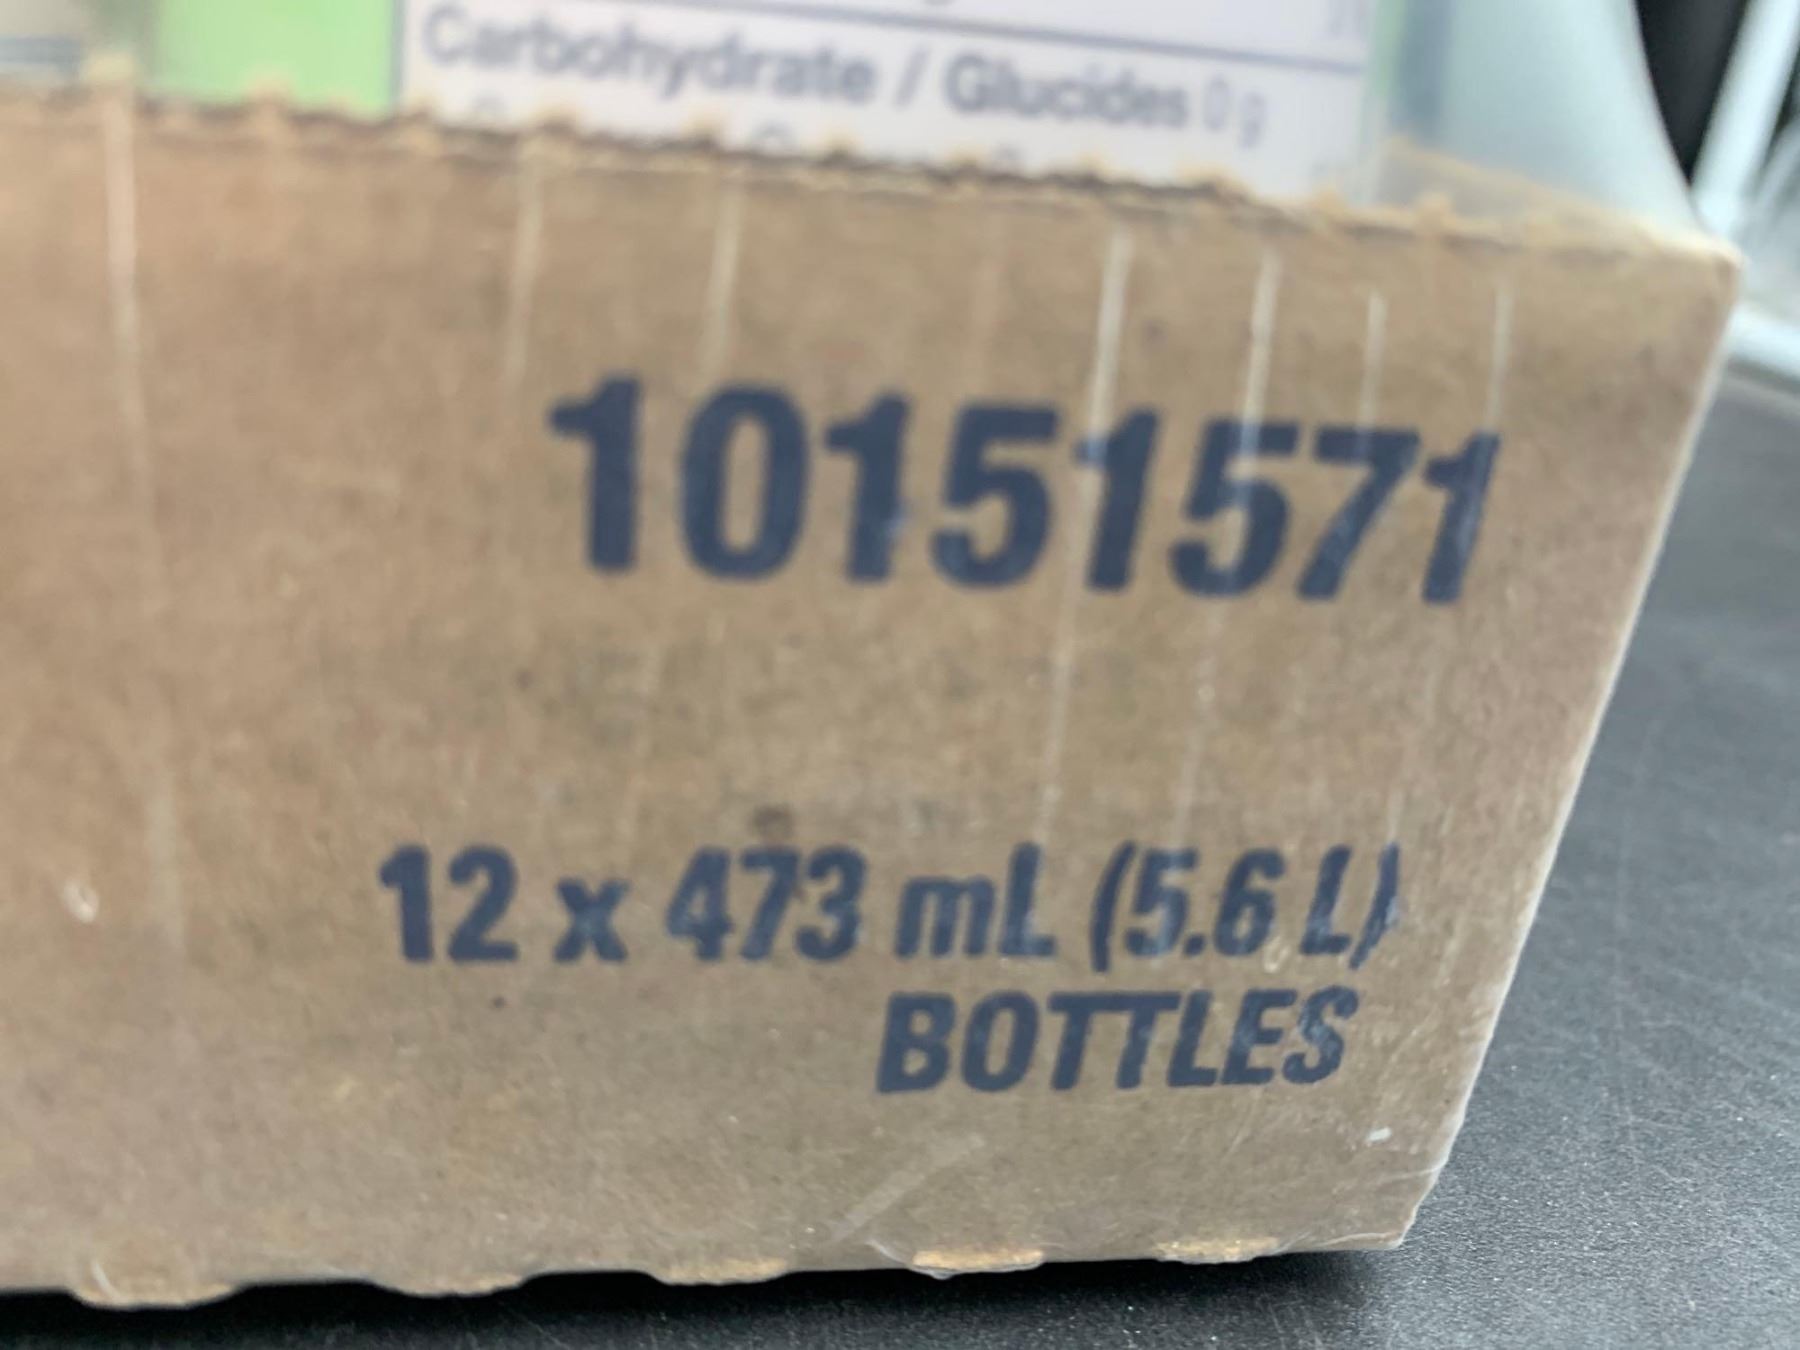 Carbohydrate / Glucides 0 g
10151571
12 x 473 mL (5.6 L)
BOTTLES